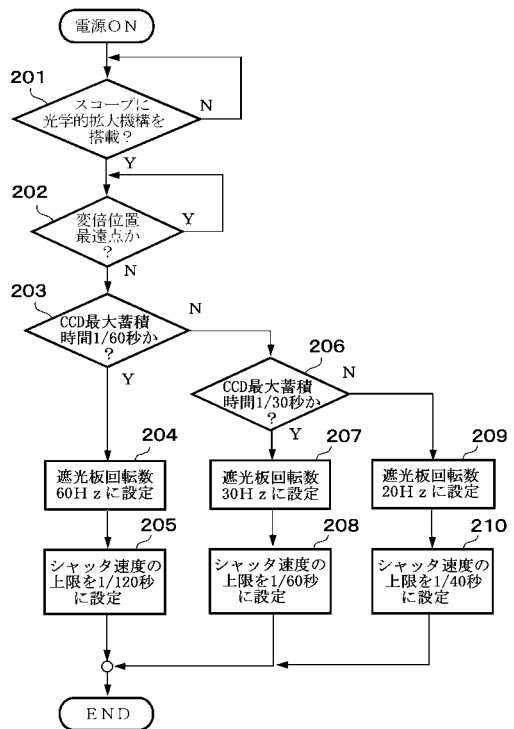 電源ON
201
スコープに
光学的拡大機構を
搭載？
N
Y
202
変倍位置
最遠点か
？
Y
N
203
CCD最大蓄積
時間1/60秒か
？
N
Y
206
CCD最大蓄積
時間1/30秒か
？
N
Y
204
遮光板回転数
60Hzに設定
207
遮光板回転数
30Hzに設定
209
遮光板回転数
20Hzに設定
205
シャッタ速度の
上限を1/120秒
に設定
208
シャッタ速度の
上限を1/60秒
に設定
210
シャッタ速度の
上限を1/40秒
に設定
END